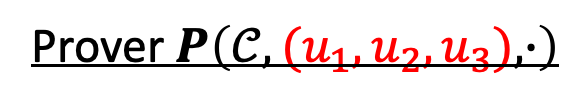 Prover P(𝒞, (u₁, u₂, u₃),·)